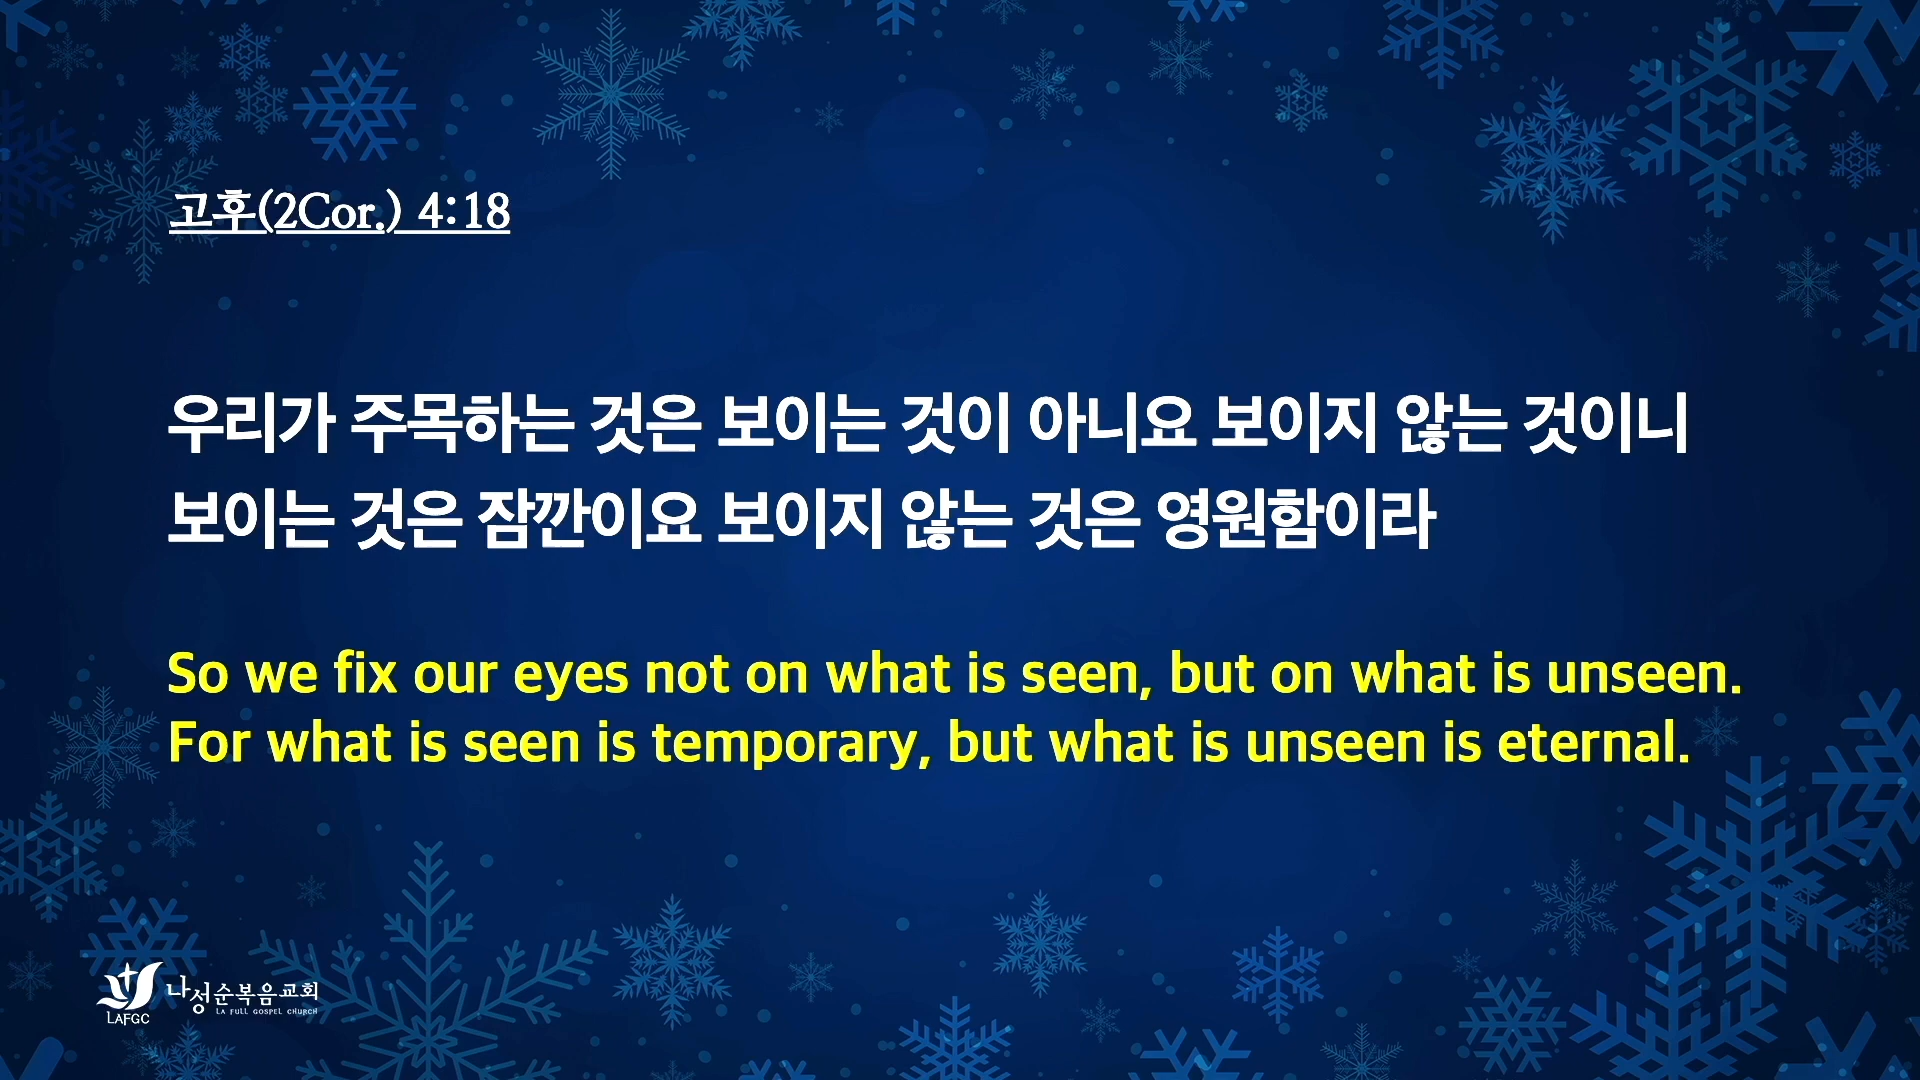 고후(2Cor.) 4:18
우리가 주목하는 것은 보이는 것이 아니요 보이지 않는 것이니
보이는 것은 잠깐이요 보이지 않는 것은 영원함이라
So we fix our eyes not on what is seen, but on what is unseen.
For what is seen is temporary, but what is unseen is eternal.
나성순복음교회
LA FULL GOSPEL CHURCH
LAFGC